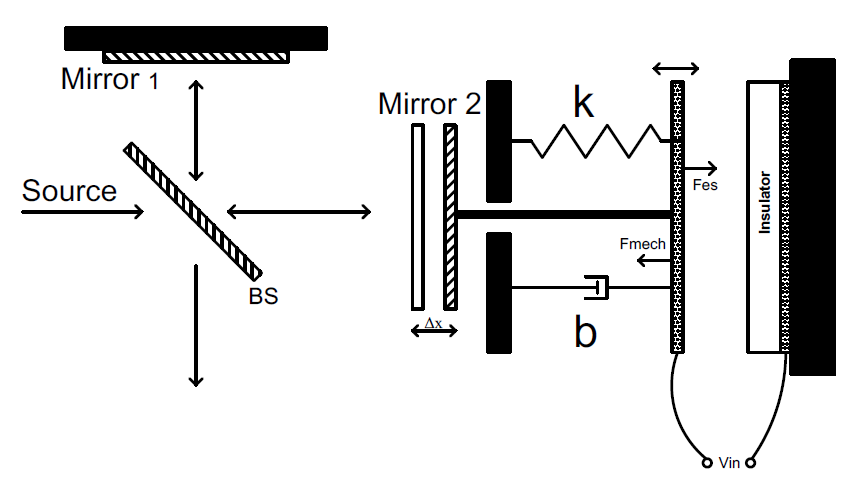 Mirror 1
Mirror 2
k
Source
Fes
Insulator
Fmech
BS
Δx
b
Vin